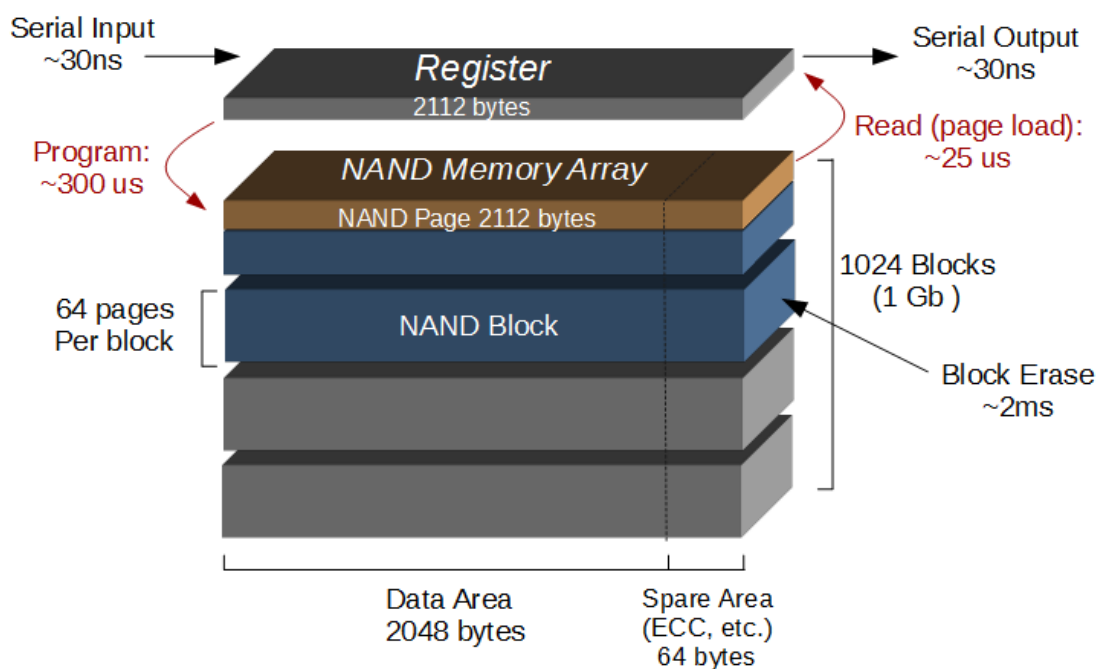 Serial Input
~30ns
Register
2112 bytes
Serial Output
~30ns
Program:
~300 us
Read (page load):
~25 us
NAND Memory Array
NAND Page 2112 bytes
1024 Blocks
(1 Gb )
64 pages
Per block
NAND Block
Block Erase
~2ms
Data Area
2048 bytes
Spare Area
(ECC, etc.)
64 bytes